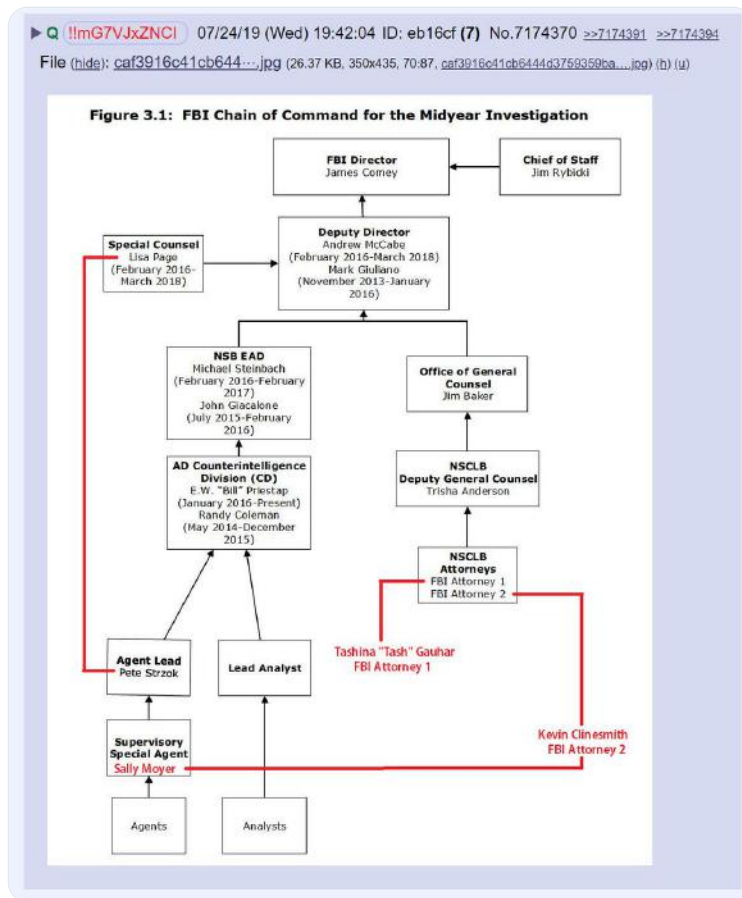 ▶ Q !!mG7VJxZNCI 07/24/19 (Wed) 19:42:04 ID: eb16cf (7) No.7174370 >>7174391 >>7174394
File (hide): caf3916c41cb644⋯.jpg (26.37 KB, 350x435, 70:87, caf3916c41cb6444d3759359ba....jpg) (h) (u)
Figure 3.1: FBI Chain of Command for the Midyear Investigation
FBI Director
James Comey
Chief of Staff
Jim Rybicki
Deputy Director
Andrew McCabe
(February 2016-March 2018)
Mark Giuliano
(November 2013-January
2016)
Special Counsel
Lisa Page
(February 2016-
March 2018)
NSB EAD
Michael Steinbach
(February 2016-February
2017)
John Giacalone
(July 2015-February
2016)
Office of General
Counsel
Jim Baker
AD Counterintelligence
Division (CD)
E.W. "Bill" Priestap
(January 2016-Present)
Randy Coleman
(May 2014-December
2015)
NSCLB
Deputy General Counsel
Trisha Anderson
NSCLB
Attorneys
FBI Attorney 1
FBI Attorney 2
Tashina "Tash" Gauhar
FBI Attorney 1
Agent Lead
Pete Strzok
Lead Analyst
Kevin Clinesmith
FBI Attorney 2
Supervisory
Special Agent
Sally Moyer
Agents
Analysts